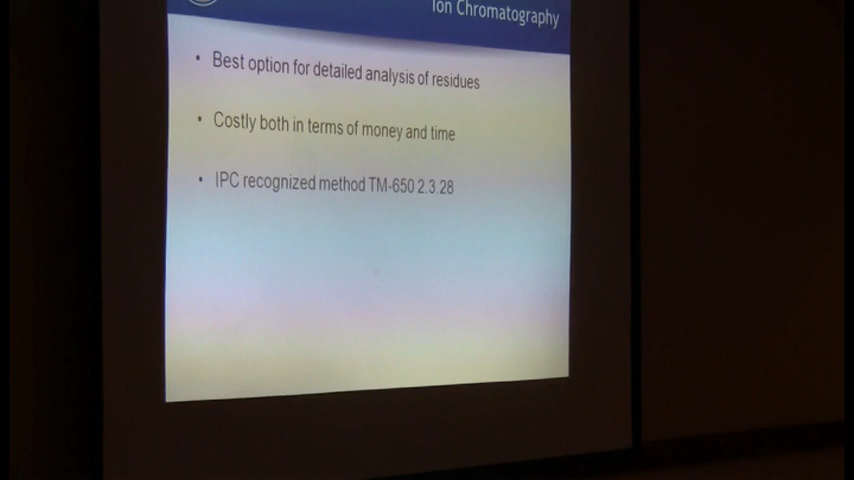 Ion Chromatography
• Best option for detailed analysis of residues
• Costly both in terms of money and time
• IPC recognized method TM-650 2.3.28